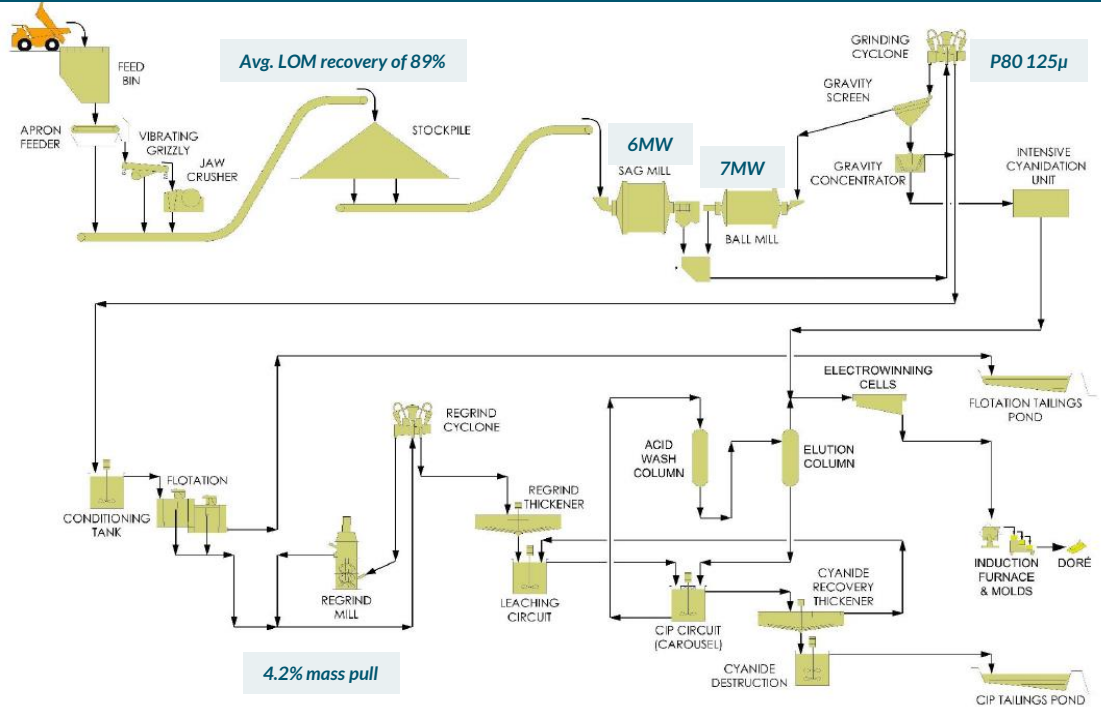 Avg. LOM recovery of 89%
GRINDING
CYCLONE
P80 125µ
FEED
BIN
GRAVITY
SCREEN
APRON
FEEDER
VIBRATING
GRIZZLY
STOCKPILE
6MW
INTENSIVE
CYANIDATION
UNIT
JAW
CRUSHER
SAG MILL
7MW
GRAVITY
CONCENTRATOR
BALL MILL
ELECTROWINNING
CELLS
FLOTATION TAILINGS
POND
REGRIND
CYCLONE
ACID
WASH
COLUMN
ELUTION
COLUMN
FLOTATION
REGRIND
THICKENER
CONDITIONING
TANK
INDUCTION
FURNACE
& MOLDS
DORÉ
CYANIDE
RECOVERY
THICKENER
REGRIND
MILL
LEACHING
CIRCUIT
CIP CIRCUIT
(CAROUSEL)
4.2% mass pull
CYANIDE
DESTRUCTION
CIP TAILINGS POND